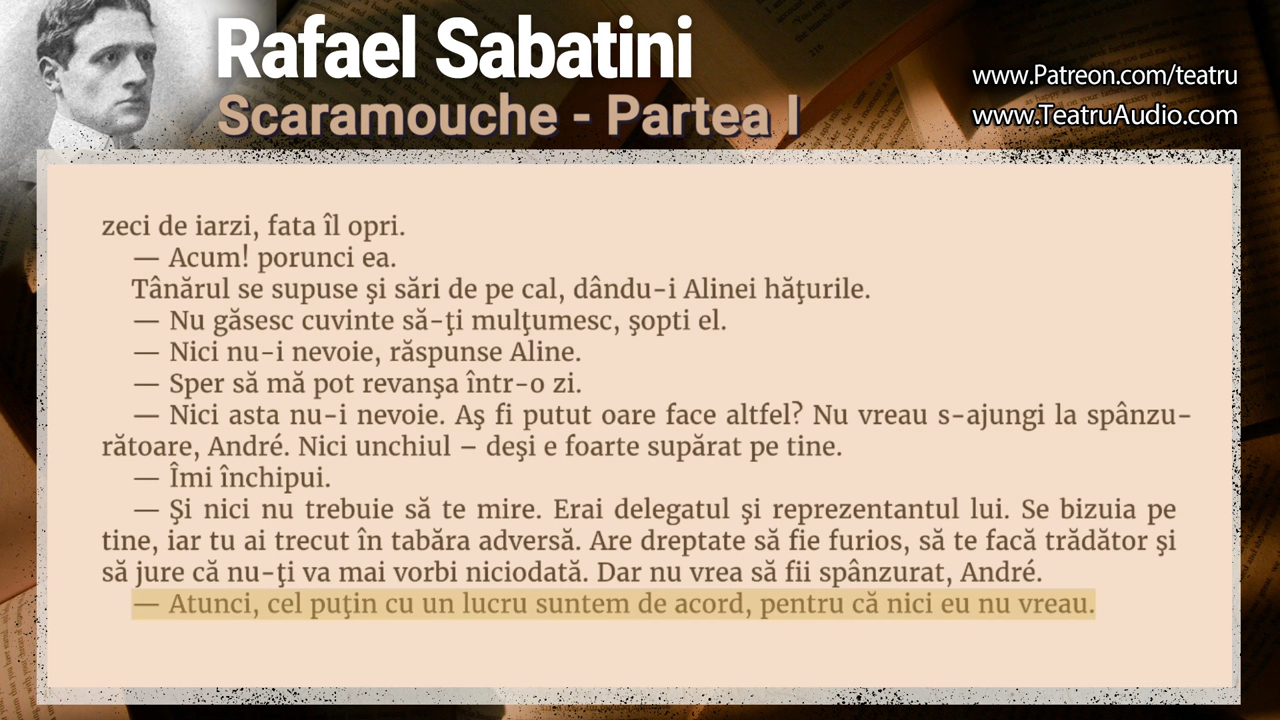 Rafael Sabatini
Scaramouche - Partea I
www.Patreon.com/teatru
www.TeatruAudio.com
zeci de iarzi, fata îl opri.
— Acum! porunci ea.
Tânărul se supuse şi sări de pe cal, dându-i Alinei hăţurile.
— Nu găsesc cuvinte să-ţi mulţumesc, şopti el.
— Nici nu-i nevoie, răspunse Aline.
— Sper să mă pot revanşa într-o zi.
— Nici asta nu-i nevoie. Aş fi putut oare face altfel? Nu vreau s-ajungi la spânzu-
rătoare, André. Nici unchiul – deşi e foarte supărat pe tine.
— Îmi închipui.
— Şi nici nu trebuie să te mire. Erai delegatul şi reprezentantul lui. Se bizuia pe
tine, iar tu ai trecut în tabăra adversă. Are dreptate să fie furios, să te facă trădător şi
să jure că nu-ţi va mai vorbi niciodată. Dar nu vrea să fii spânzurat, André.
— Atunci, cel puţin cu un lucru suntem de acord, pentru că nici eu nu vreau.